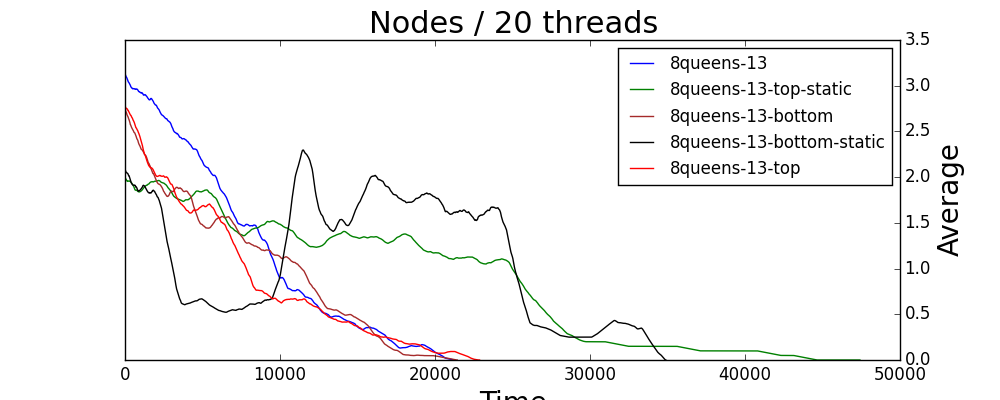 Nodes / 20 threads
3.5
3.0
2.5
2.0
1.5
1.0
0.5
0.0
Average
8queens-13
8queens-13-top-static
8queens-13-bottom
8queens-13-bottom-static
8queens-13-top
0 10000 20000 30000 40000 50000
Time